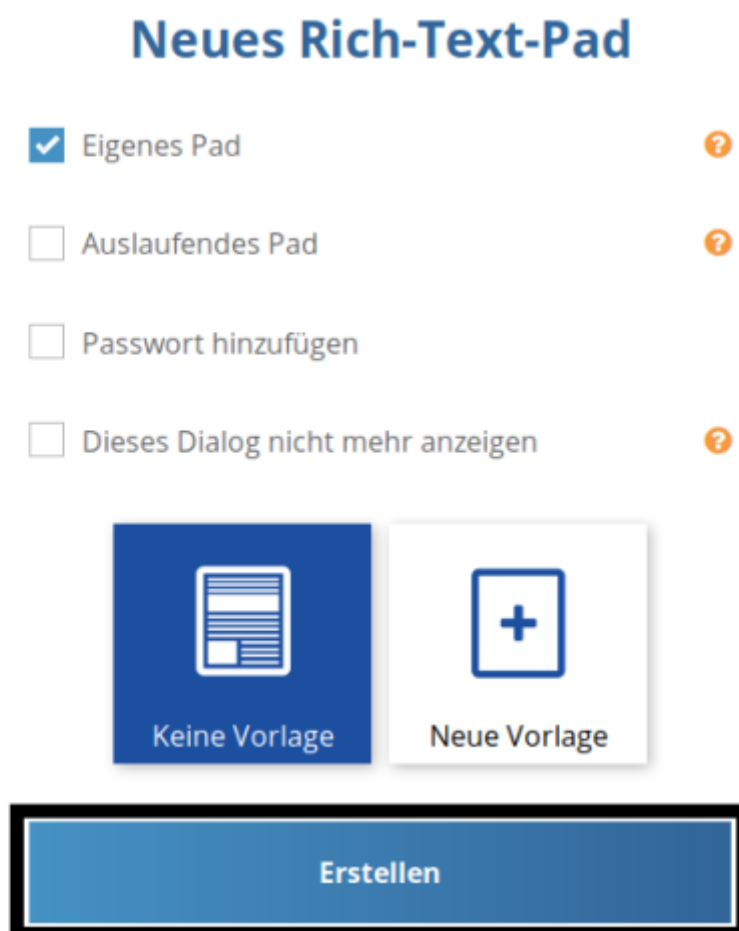 Neues Rich-Text-Pad
Eigenes Pad
Auslaufendes Pad
Passwort hinzufügen
Dieses Dialog nicht mehr anzeigen
Keine Vorlage
Neue Vorlage
Erstellen